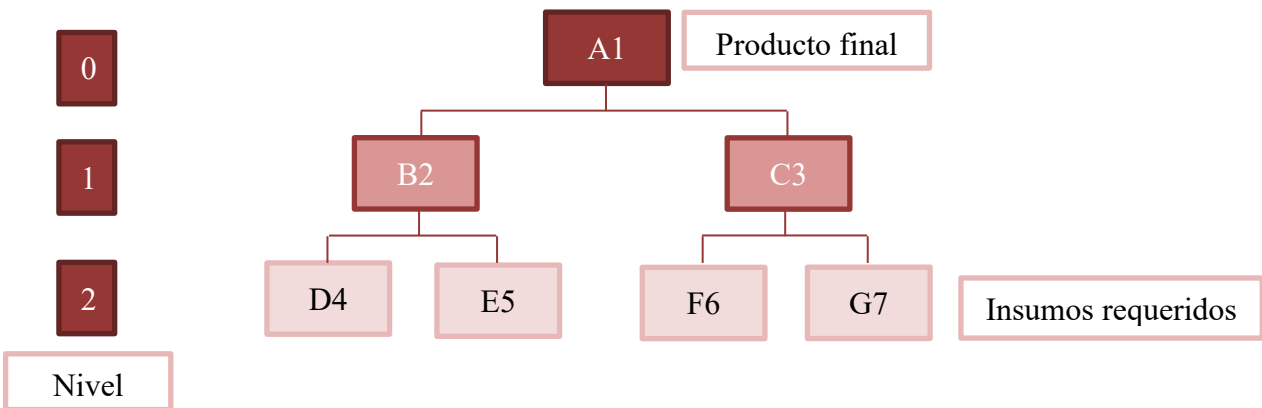 A1
Producto final
0
1
B2
C3
2
D4
E5
F6
G7
Insumos requeridos
Nivel